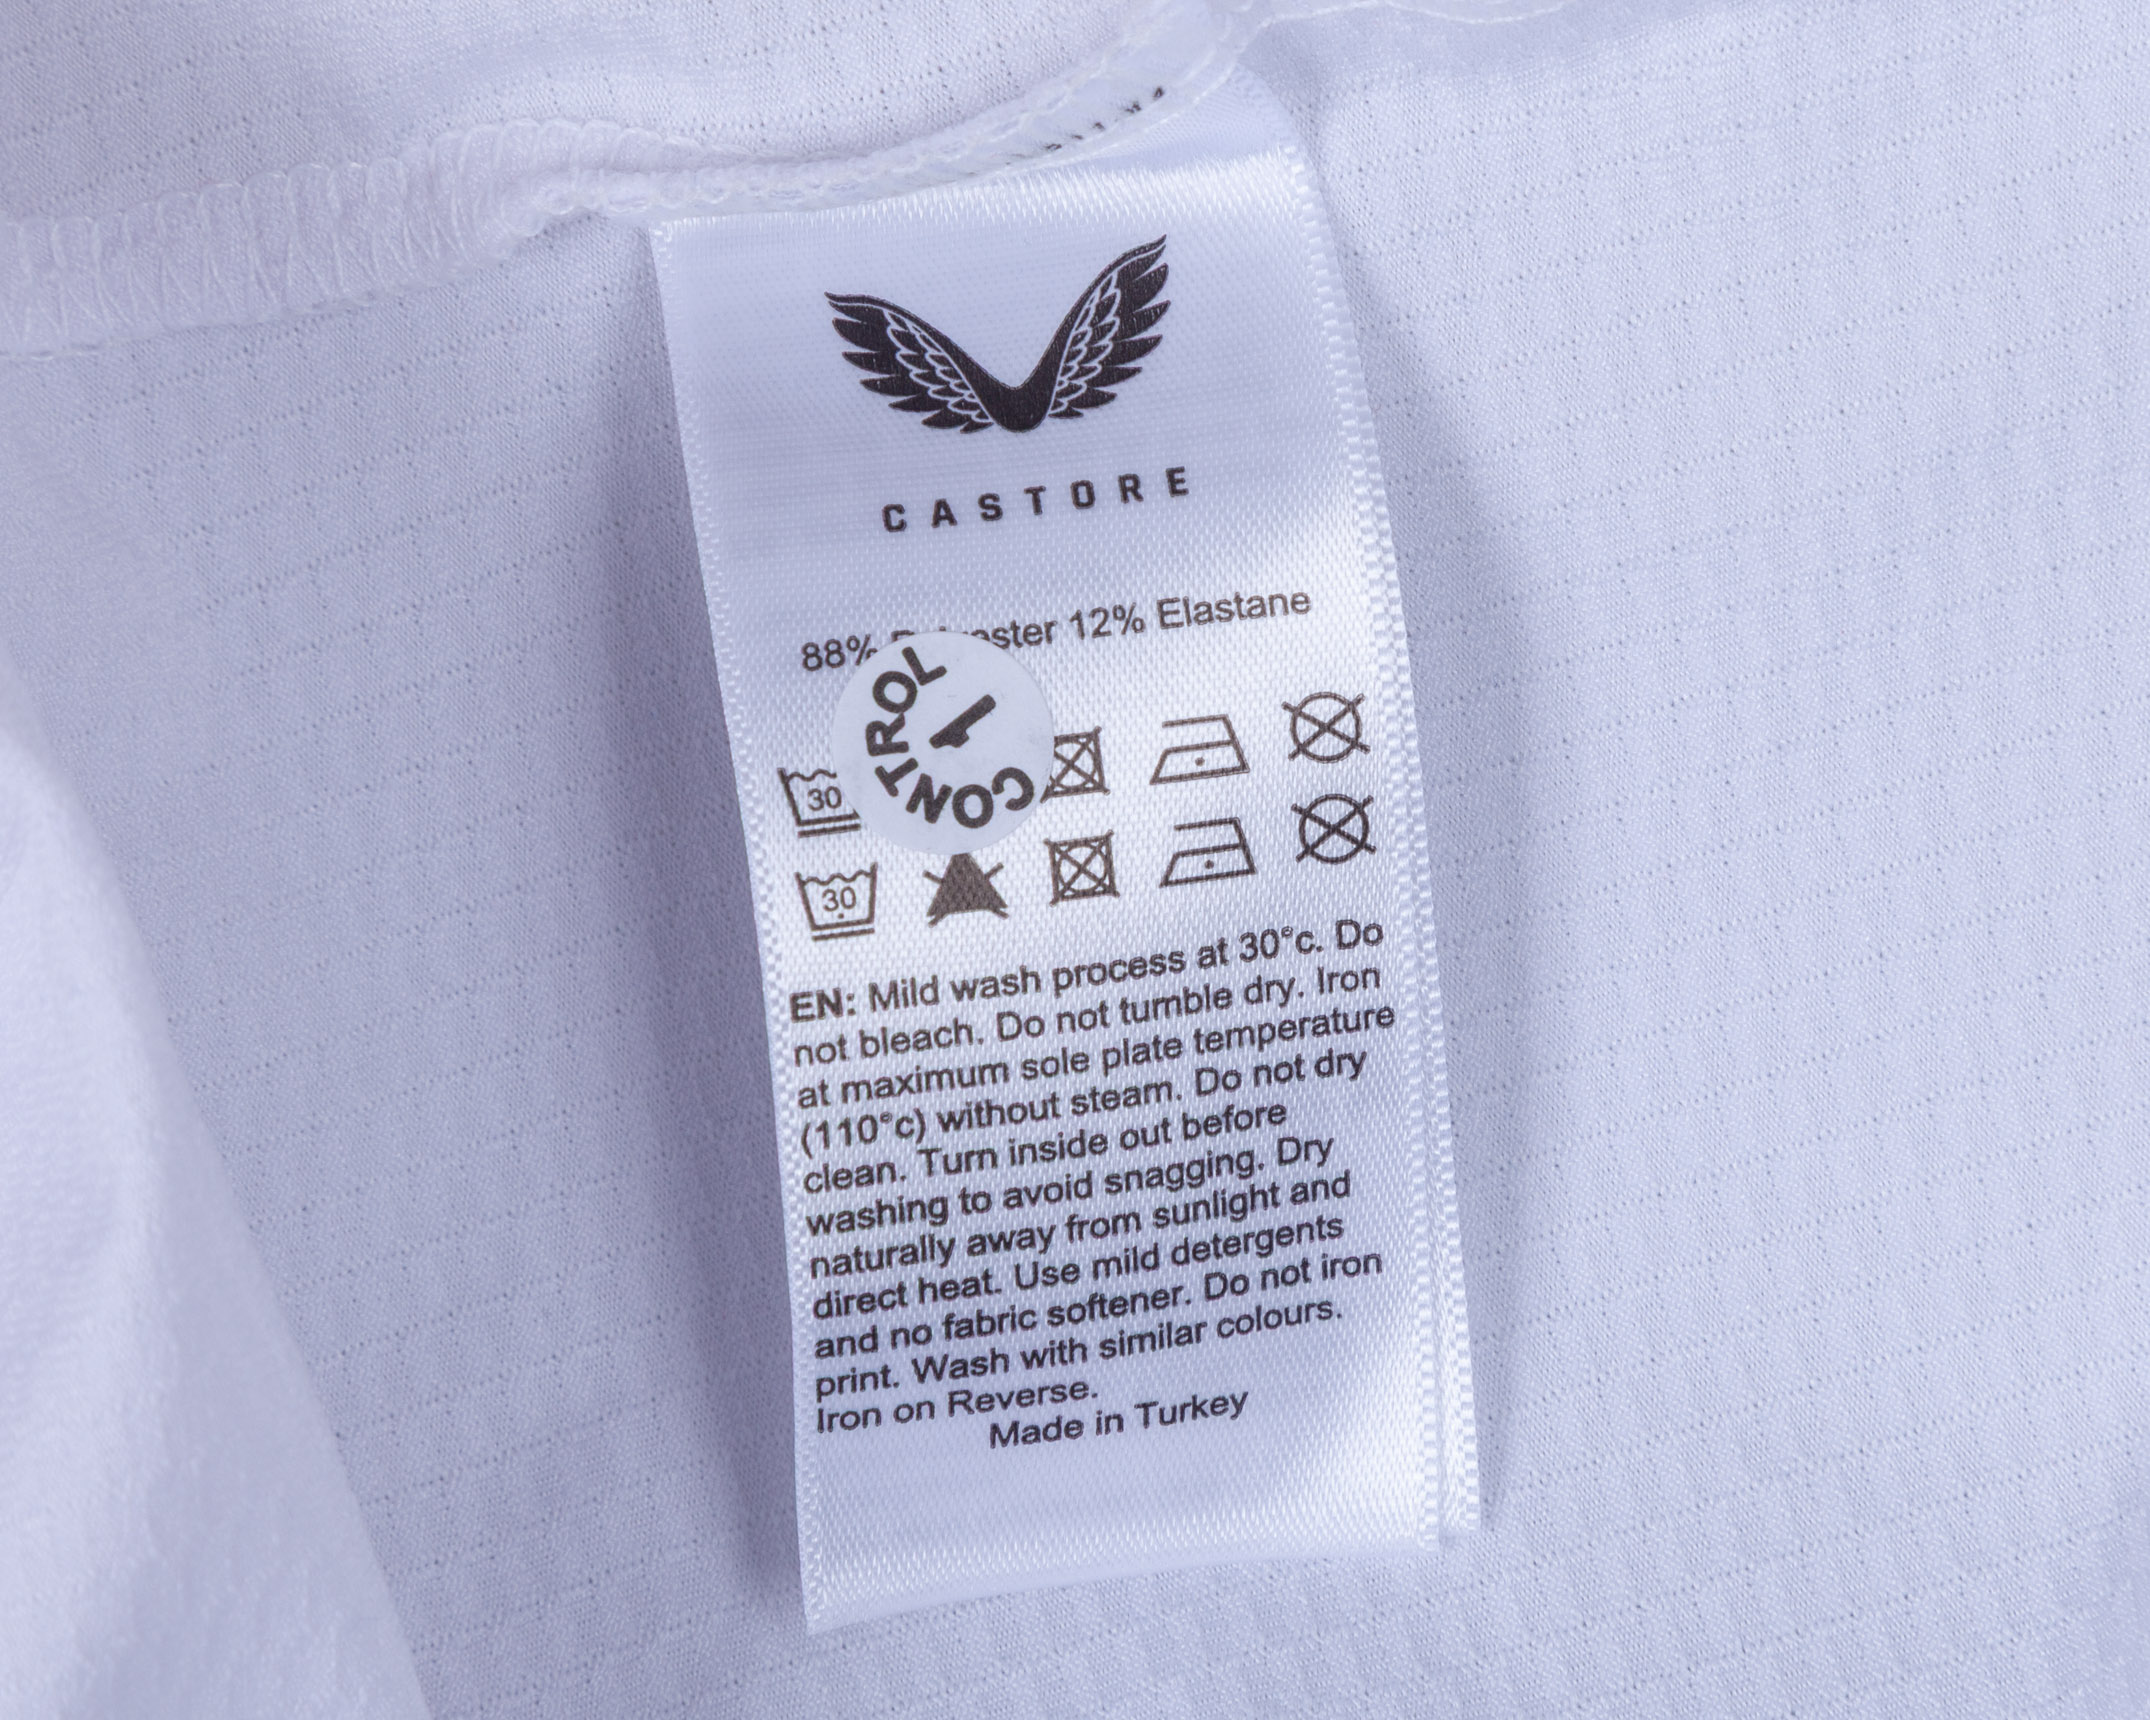 CASTORE
88% 12% Elastane
CONTROL
1
30
30
EN: Mild wash process at 30°c. Do
not bleach. Do not tumble dry. Iron
at maximum sole plate temperature
(110°c) without steam. Do not dry
clean. Turn inside out before
washing to avoid snagging. Dry
naturally away from sunlight and
direct heat. Use mild detergents
and no fabric softener. Do not iron
print. Wash with similar colours.
Iron on Reverse.
Made in Turkey